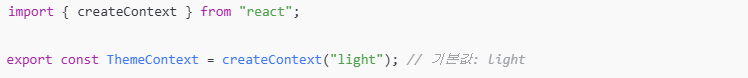 import { createContext } from "react";
export const ThemeContext = createContext("light"); // 기본값: light